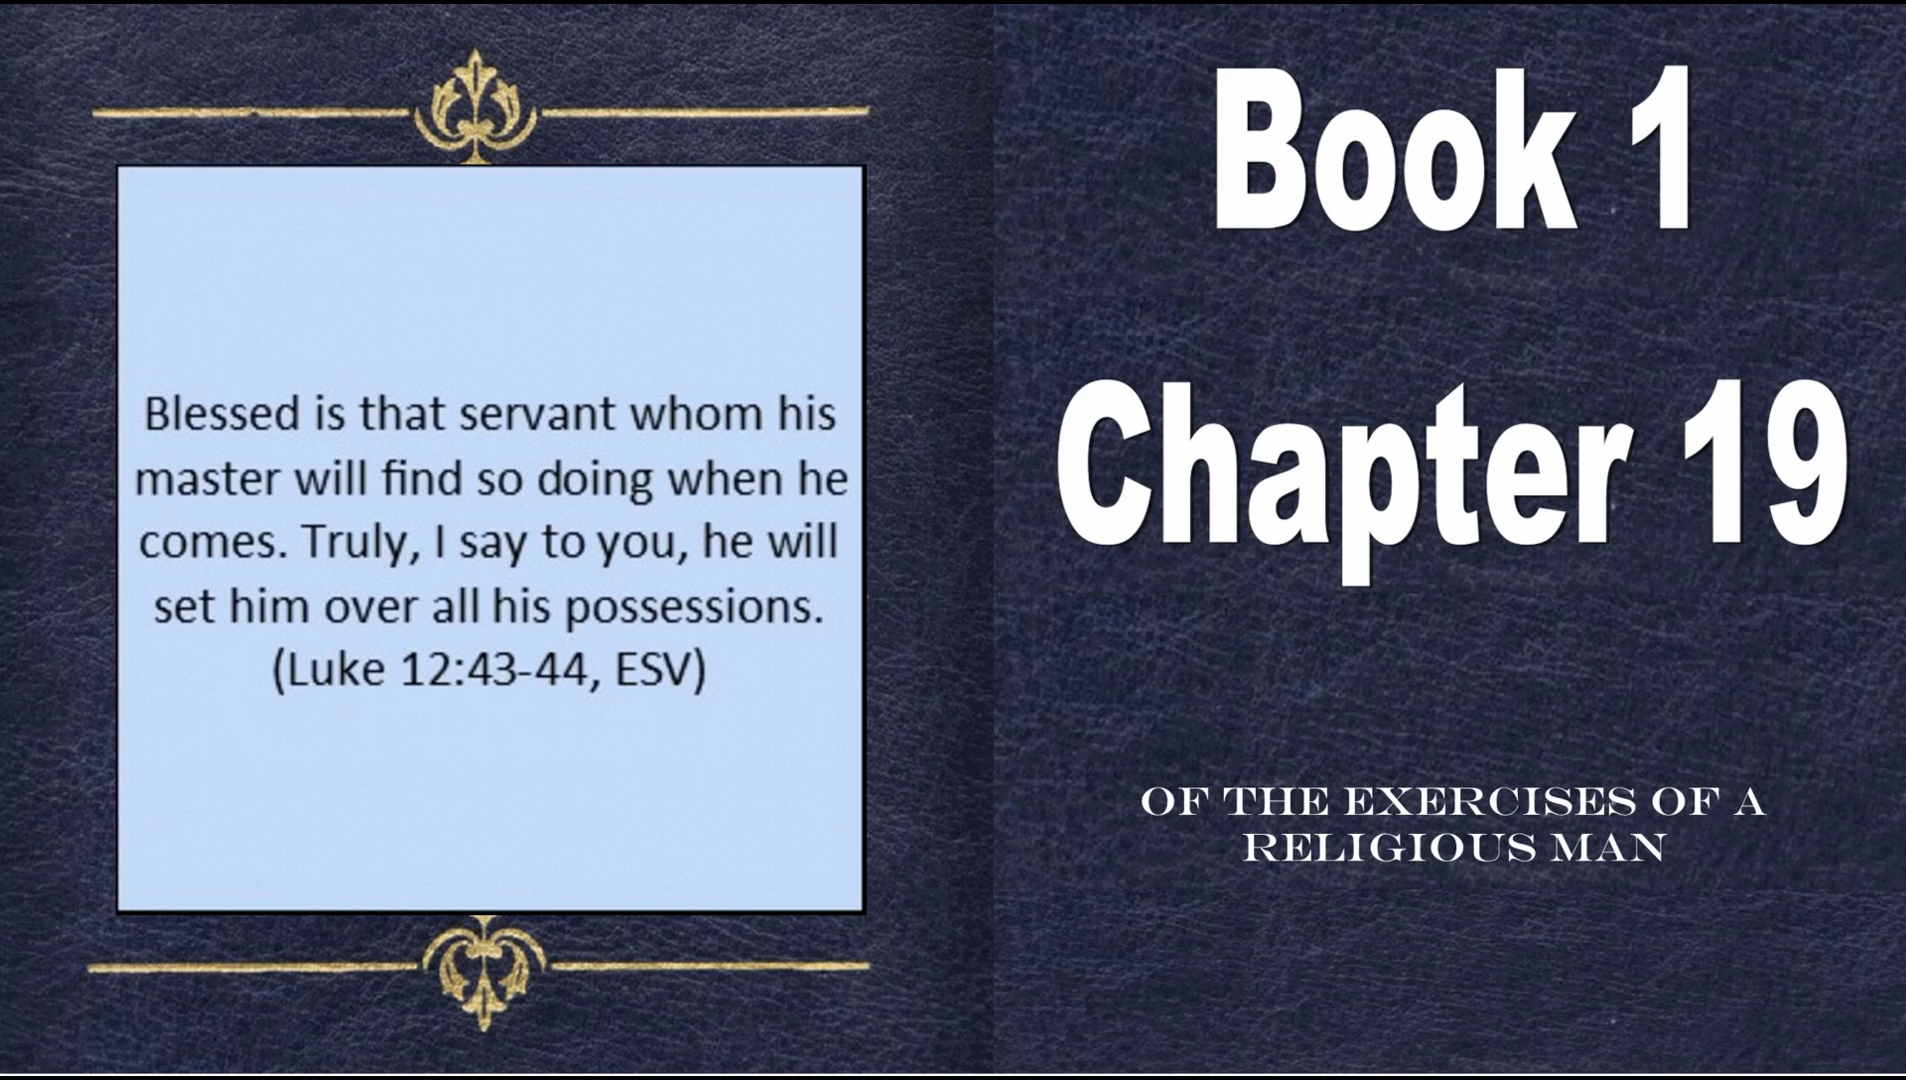 Blessed is that servant whom his
master will find so doing when he
comes. Truly, I say to you, he will
set him over all his possessions.
(Luke 12:43-44, ESV)
Book 1
Chapter 19
OF THE EXERCISES OF A
RELIGIOUS MAN